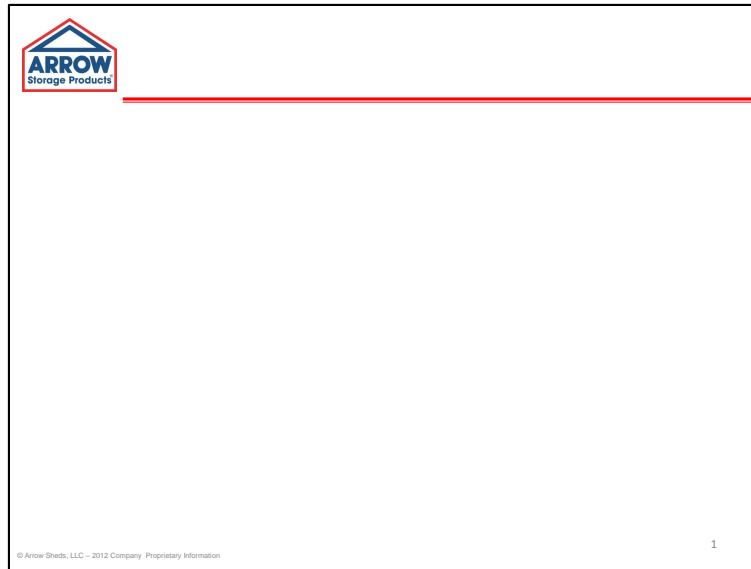 ARROW
Storage Products®
© Arrow Sheds, LLC – 2012 Company Proprietary Information
1